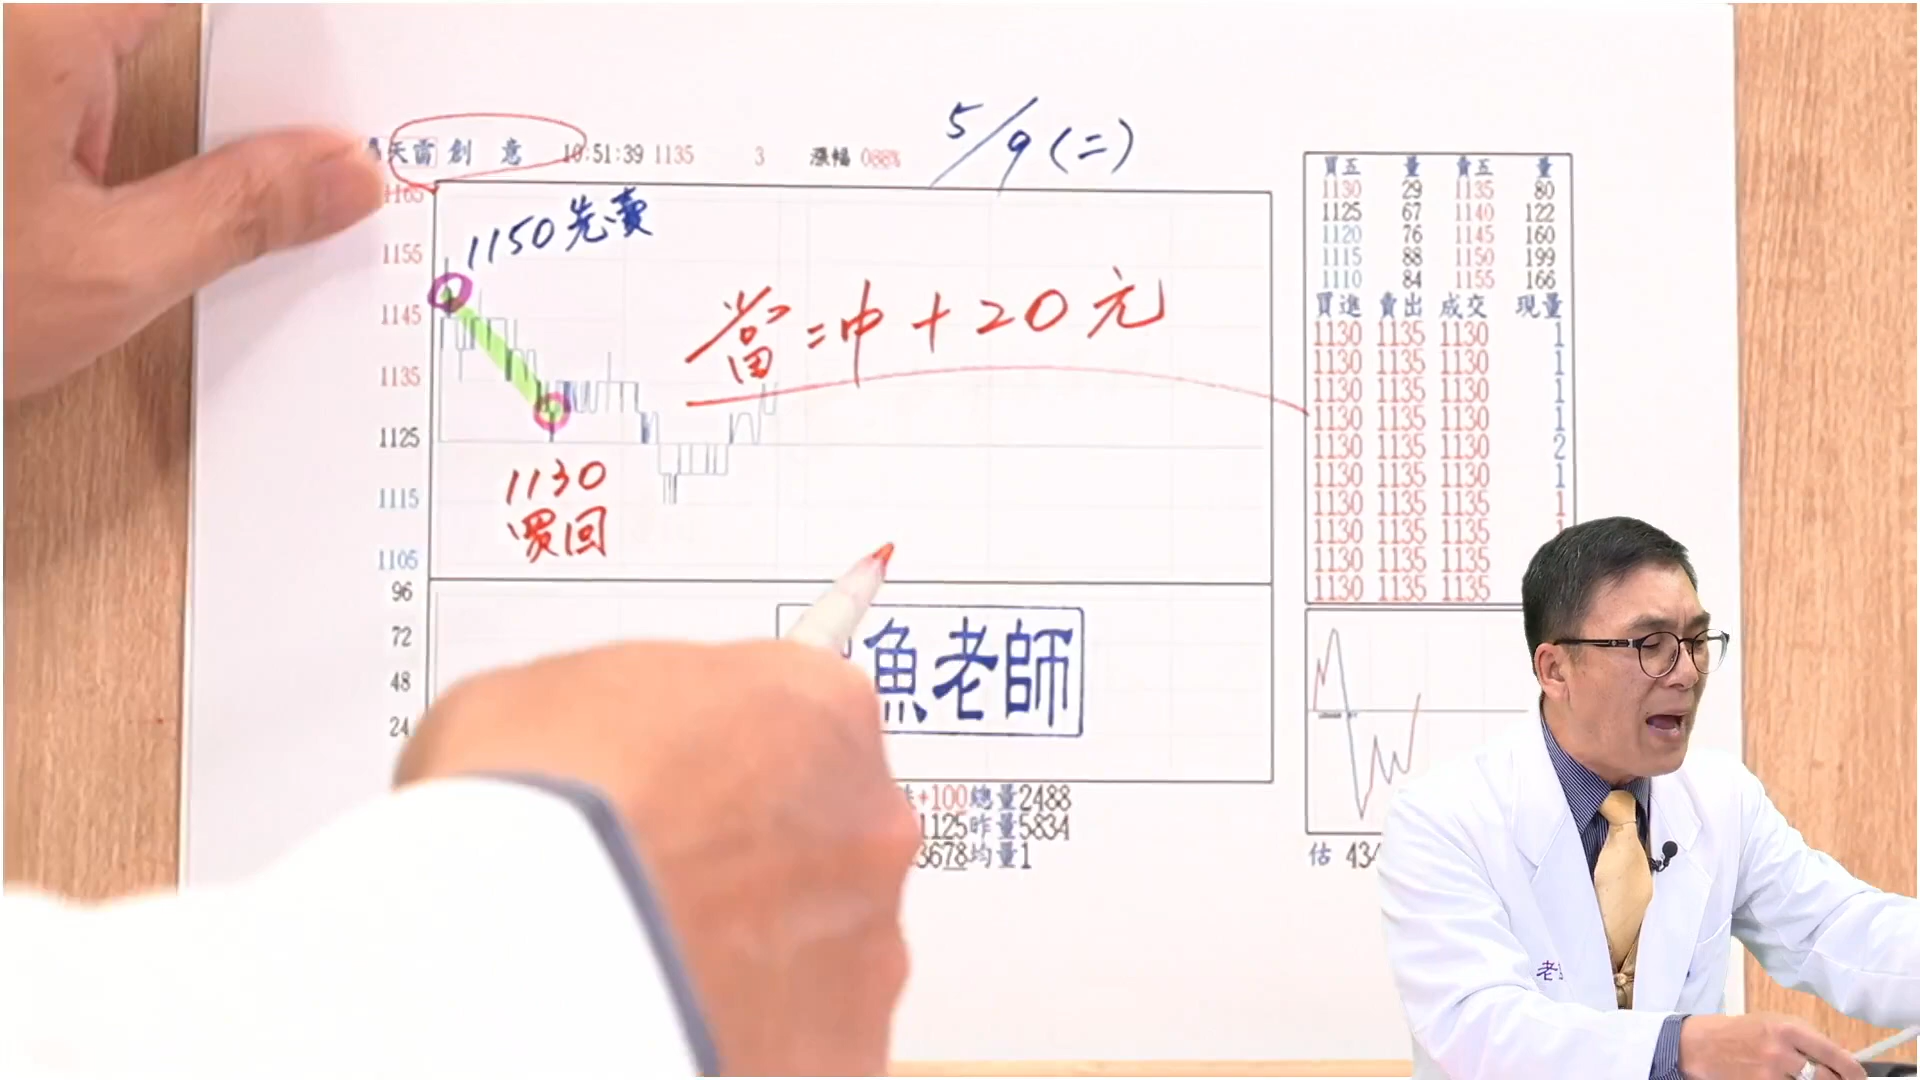 天雷 創 意 10:51:39 1135 3 漲幅 088%
5/9(二)
1165
1155
1145
1135
1125
1115
1105
96
72
48
24
1150先賣
當沖+20元
1130
買回
魚老師
+100總量2488
1125昨量5834
3678均量1
買五 量 賣五 量
1130 29 1135 80
1125 67 1140 122
1120 76 1145 160
1115 88 1150 199
1110 84 1155 166
買進 賣出 成交 現量
1130 1135 1130 1
1130 1135 1130 1
1130 1135 1130 1
1130 1135 1130 1
1130 1135 1130 2
1130 1135 1130 1
1130 1135 1135 1
1130 1135 1135 1
1130 1135 1135
1130 1135 1135
估 434
老